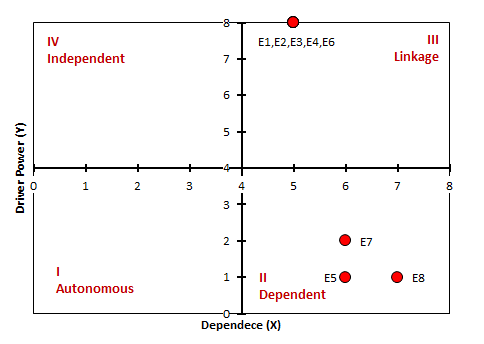 8
IV
Independent
E1,E2,E3,E4,E6
III
Linkage
7
6
5
4
0 1 2 3 4 5 6 7 8
3
2
E7
I
Autonomous
1
II
Dependent
E5
E8
0
Driver Power (Y)
Dependece (X)